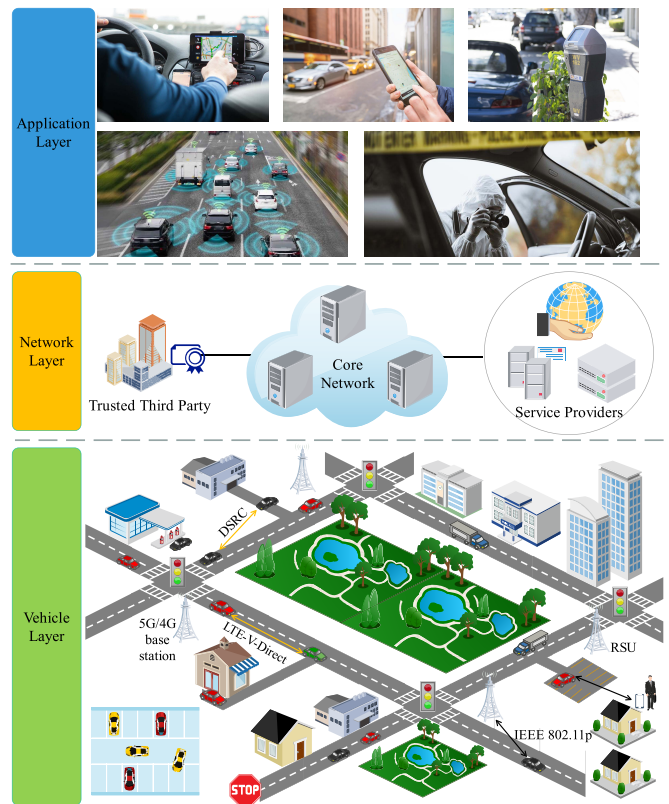 Application
Layer
Network
Layer
Trusted Third Party
Core
Network
Service Providers
Vehicle
Layer
DSRC
5G/4G
base
station
LTE-V-Direct
RSU
IEEE 802.11p
STOP